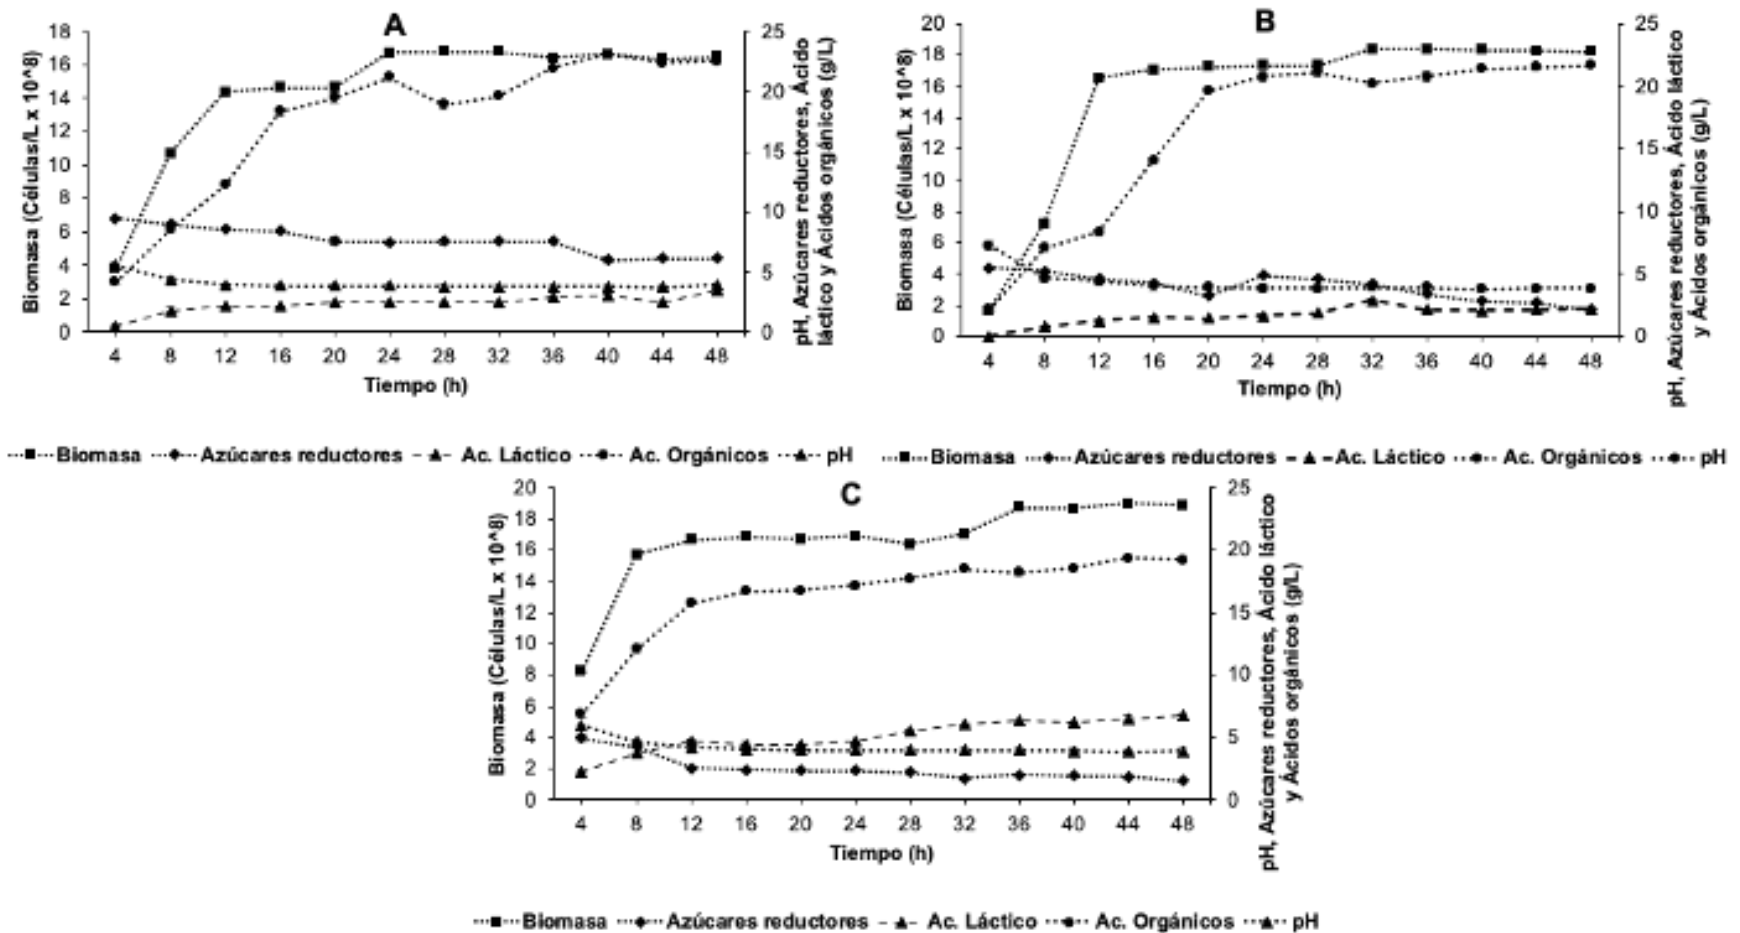 A
18
16
14
12
10
8
6
4
2
0
Biomasa (Células/L x 10^8)
25
20
15
10
5
0
pH, Azúcares reductores, Ácido
láctico y Ácidos orgánicos (g/L)
4 8 12 16 20 24 28 32 36 40 44 48
Tiempo (h)
Biomasa Azúcares reductores Ac. Láctico Ac. Orgánicos pH
B
20
18
16
14
12
10
8
6
4
2
0
Biomasa (Células/L x 10^8)
25
20
15
10
5
0
pH, Azúcares reductores, Ácido láctico
y Ácidos orgánicos (g/L)
4 8 12 16 20 24 28 32 36 40 44 48
Tiempo (h)
Biomasa Azúcares reductores Ac. Láctico Ac. Orgánicos pH
C
20
18
16
14
12
10
8
6
4
2
0
Biomasa (Células/L x 10^8)
25
20
15
10
5
0
pH, Azúcares reductores, Ácido láctico
y Ácidos orgánicos (g/L)
4 8 12 16 20 24 28 32 36 40 44 48
Tiempo (h)
Biomasa Azúcares reductores Ac. Láctico Ac. Orgánicos pH